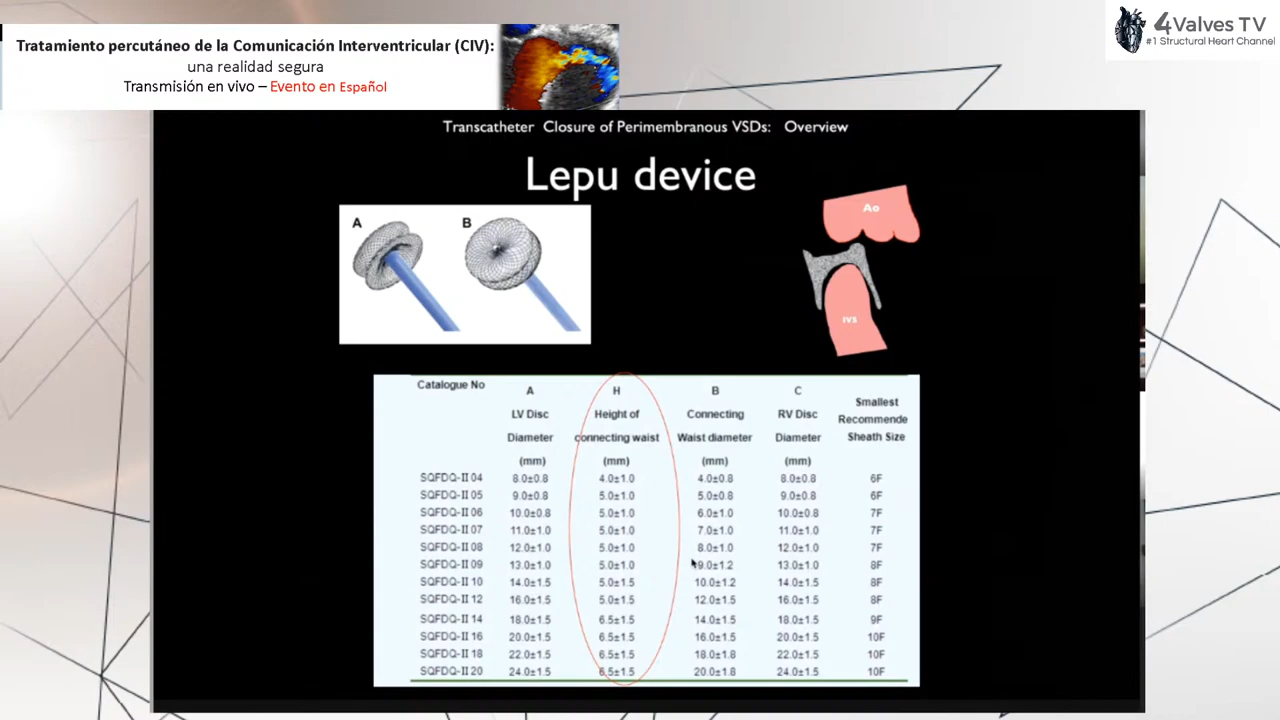 Tratamiento percutáneo de la Comunicación Interventricular (CIV):
una realidad segura
Transmisión en vivo – Evento en Español
4Valves TV
#1 Structural Heart Channel
Transcatheter Closure of Perimembranous VSDs: Overview
Lepu device
A
B
Ao
IVS
Catalogue No A H B C Smallest
LV Disc Height of Connecting RV Disc Recommende
Diameter connecting waist Waist diameter Diameter Sheath Size
(mm) (mm) (mm) (mm)
SQFDQ-II 04 8.0±0.8 4.0±1.0 4.0±0.8 8.0±0.8 6F
SQFDQ-II 05 9.0±0.8 5.0±1.0 5.0±0.8 9.0±0.8 6F
SQFDQ-II 06 10.0±0.8 5.0±1.0 6.0±1.0 10.0±0.8 7F
SQFDQ-II 07 11.0±1.0 5.0±1.0 7.0±1.0 11.0±1.0 7F
SQFDQ-II 08 12.0±1.0 5.0±1.0 8.0±1.0 12.0±1.0 7F
SQFDQ-II 09 13.0±1.0 5.0±1.0 9.0±1.2 13.0±1.0 8F
SQFDQ-II 10 14.0±1.5 5.0±1.5 10.0±1.2 14.0±1.5 8F
SQFDQ-II 12 16.0±1.5 5.0±1.5 12.0±1.5 16.0±1.5 8F
SQFDQ-II 14 18.0±1.5 6.5±1.5 14.0±1.5 18.0±1.5 9F
SQFDQ-II 16 20.0±1.5 6.5±1.5 16.0±1.5 20.0±1.5 10F
SQFDQ-II 18 22.0±1.5 6.5±1.5 18.0±1.8 22.0±1.5 10F
SQFDQ-II 20 24.0±1.5 6.5±1.5 20.0±1.8 24.0±1.5 10F